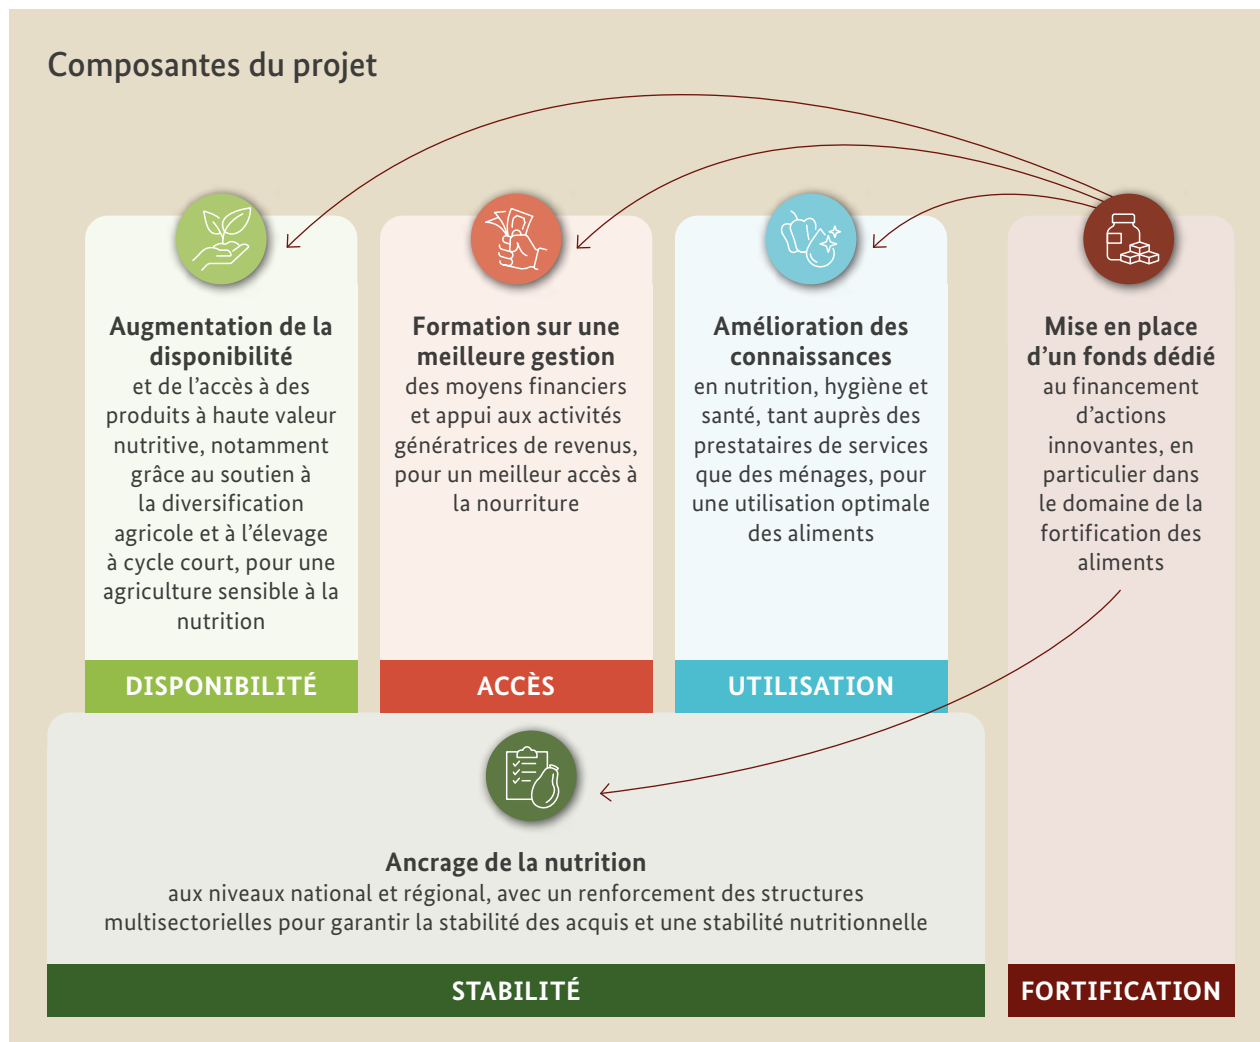 Composantes du projet
Augmentation de la
disponibilité
et de l’accès à des
produits à haute valeur
nutritive, notamment
grâce au soutien à
la diversification
agricole et à l’élevage
à cycle court, pour une
agriculture sensible à la
nutrition
DISPONIBILITÉ
Formation sur une
meilleure gestion
des moyens financiers
et appui aux activités
génératrices de revenus,
pour un meilleur accès à
la nourriture
ACCÈS
Amélioration des
connaissances
en nutrition, hygiène et
santé, tant auprès des
prestataires de services
que des ménages, pour
une utilisation optimale
des aliments
UTILISATION
Mise en place
d’un fonds dédié
au financement
d’actions
innovantes, en
particulier dans
le domaine de la
fortification des
aliments
FORTIFICATION
Ancrage de la nutrition
aux niveaux national et régional, avec un renforcement des structures
multisectorielles pour garantir la stabilité des acquis et une stabilité nutritionnelle
STABILITÉ